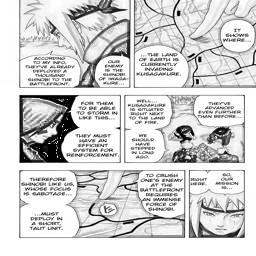 IT
SHOWS
WHERE...
...THE LAND
OF EARTH IS
CURRENTLY
INVADING
KUSAGAKURE.
OUR
ENEMY IS
THE SHINOBI
OF IWAGA-
KURE...
ACCORDING
TO MY INFO,
THEY'VE ALREADY
DEPLOYED A
THOUSAND
SHINOBI TO THE
BATTLEFRONT.
THEY'VE
ADVANCED
EVEN FURTHER
THAN BEFORE...
WELL...
KUSAGAKURE
IS SITUATED
RIGHT NEXT
TO THE LAND
OF FIRE.
WE
SHOULD
HAVE
STEPPED IN
LONG
AGO.
FOR THEM
TO BE ABLE
TO STORM IN
LIKE THIS...
THEY MUST
HAVE AN
EFFICIENT
SYSTEM FOR
REINFORCEMENT.
SO,
OUR
MISSION
IS...
RIGHT
HERE.
TO CRUSH
ONE'S ENEMY
AT THE
BATTLEFRONT
REQUIRES
AN IMMENSE
FORCE OF
SHINOBI.
THEREFORE
SHINOBI LIKE US,
WHOSE FOCUS
IS SABOTAGE...
...MUST
DEPLOY IN
A SHORT,
TAUT UNIT.